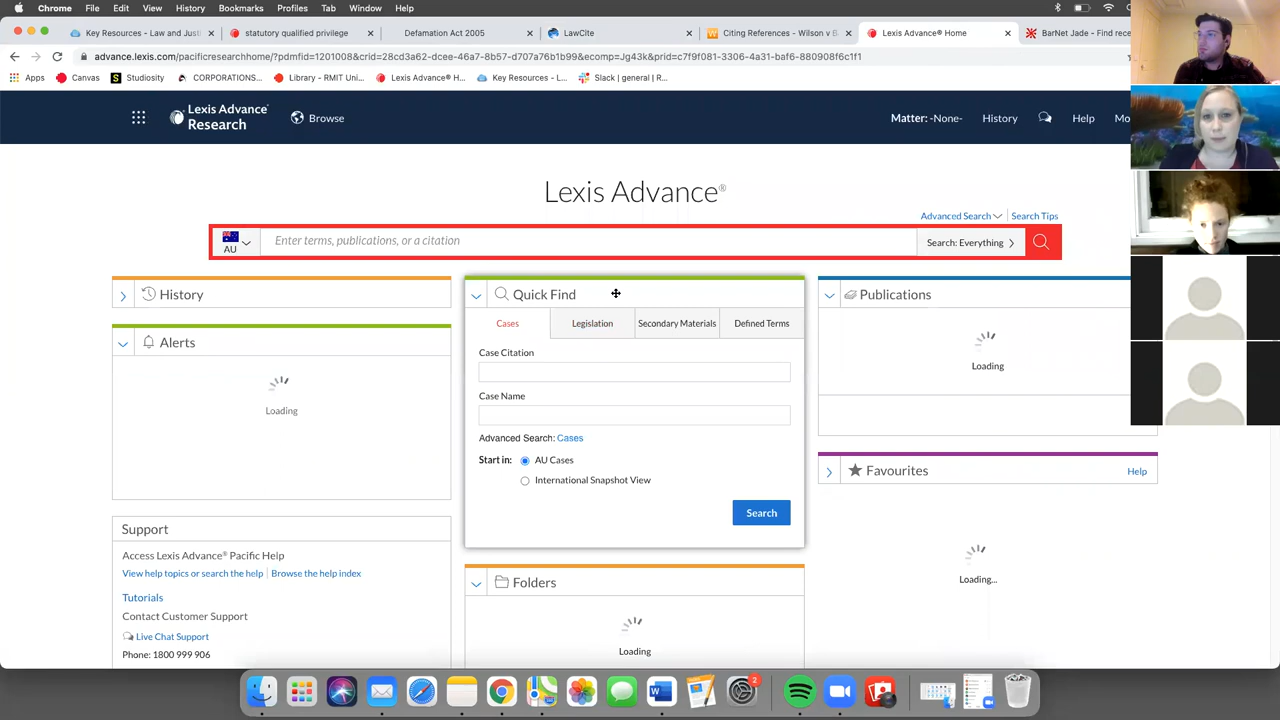 Chrome File Edit View History Bookmarks Profiles Tab Window Help
Key Resources - Law and Justi
statutory qualified privilege
Defamation Act 2005
LawCite
Citing References - Wilson v B
Lexis Advance® Home
BarNet Jade - Find rece
advance.lexis.com/pacificresearchhome/?pdmfid=1201008&crid=28cd3a62-dcee-46a7-8b57-d767c6bb20c9&ecomp=Jg43k&prid=c7f9f081-3306-4a31-baf6-880908f6c1f1
Apps Canvas Studiosity CORPORATIONS... Library - RMIT Uni... Lexis Advance® H... Key Resources - L... Slack | general | R...
Lexis Advance®
Research
Browse
Matter: -None-
History
Help
Mo
Lexis Advance®
Advanced Search | Search Tips
AU
Enter terms, publications, or a citation
Search: Everything
History
Alerts
Loading
Support
Access Lexis Advance® Pacific Help
View help topics or search the help | Browse the help index
Tutorials
Contact Customer Support
Live Chat Support
Phone: 1800 999 906
Quick Find
Cases Legislation Secondary Materials Defined Terms
Case Citation
Case Name
Advanced Search: Cases
Start in: AU Cases
International Snapshot View
Search
Folders
Loading
Publications
Loading
Favourites
Help
Loading...
2